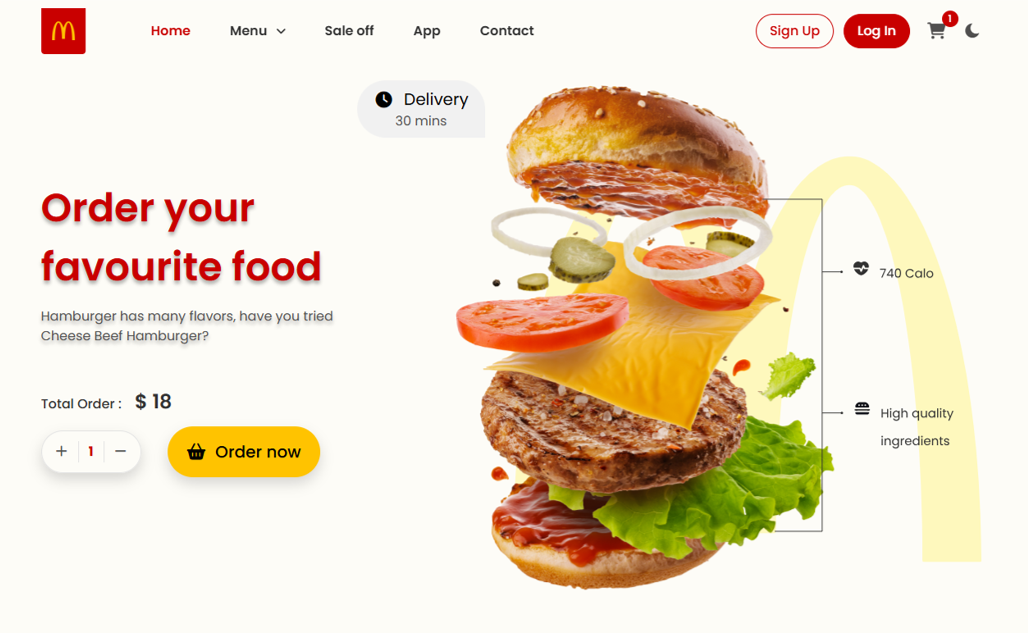 Home
Menu
Sale off
App
Contact
Sign Up
Log In
1
Delivery
30 mins
Order your
favourite food
Hamburger has many flavors, have you tried
Cheese Beef Hamburger?
740 Calo
High quality
ingredients
Total Order : $ 18
+ 1 −
Order now